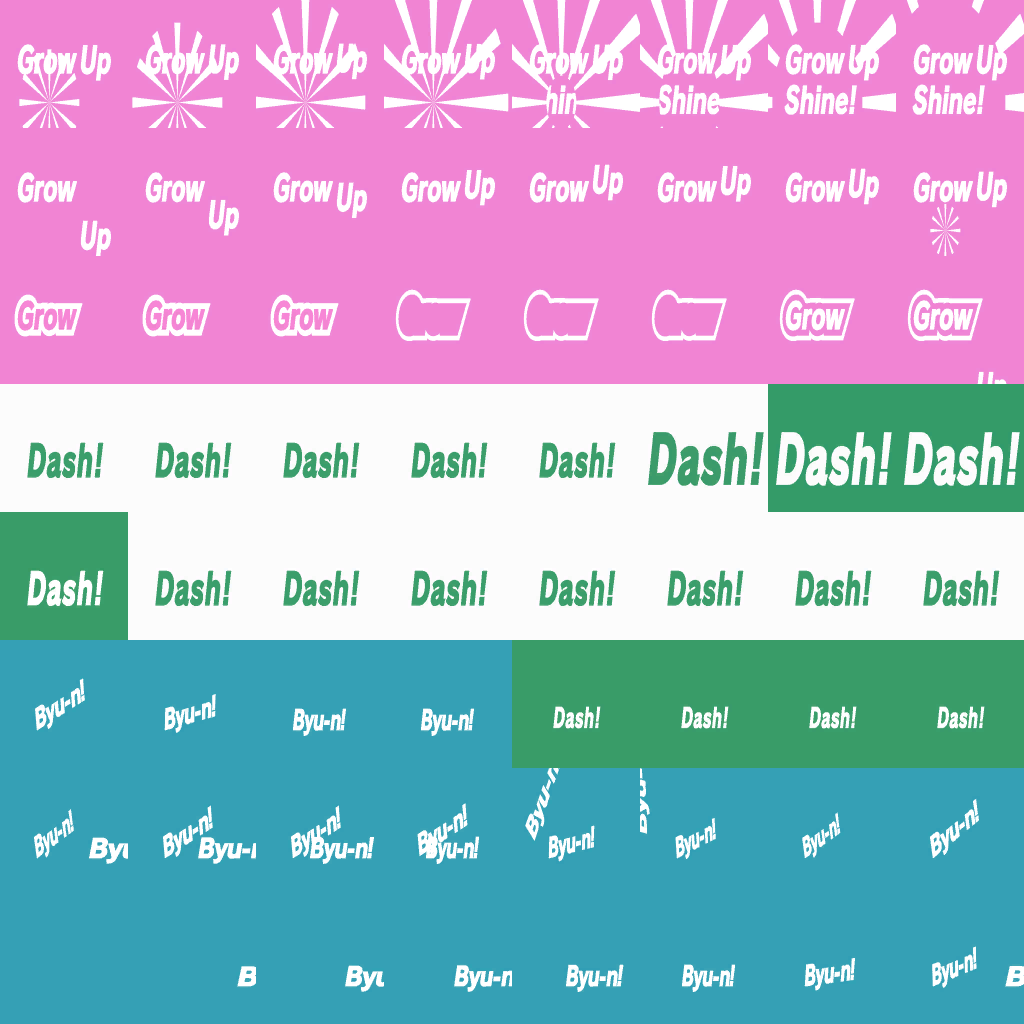 Grow Up Grow Up Grow Up Grow Up Grow Up Grow Up Grow Up Grow Up
hin Shine Shine! Shine!
Grow Up Grow Up Grow Up Grow Up Grow Up Grow Up Grow Up Grow Up
Grow Grow Grow Grow Grow
Up
Dash! Dash! Dash! Dash! Dash! Dash! Dash! Dash!
Dash! Dash! Dash! Dash! Dash! Dash! Dash! Dash!
Byu-n! Byu-n! Byu-n! Byu-n! Dash! Dash! Dash! Dash!
Byu-n! Byu Byu-n! Byu-n! Byu-n! Byu-n! Byu-n! Byu-n! Byu-n Byu-n! Byu- Byu-n! Byu-n! Byu-n!
B Byu Byu-n Byu-n! Byu-n! Byu-n! Byu-n! B